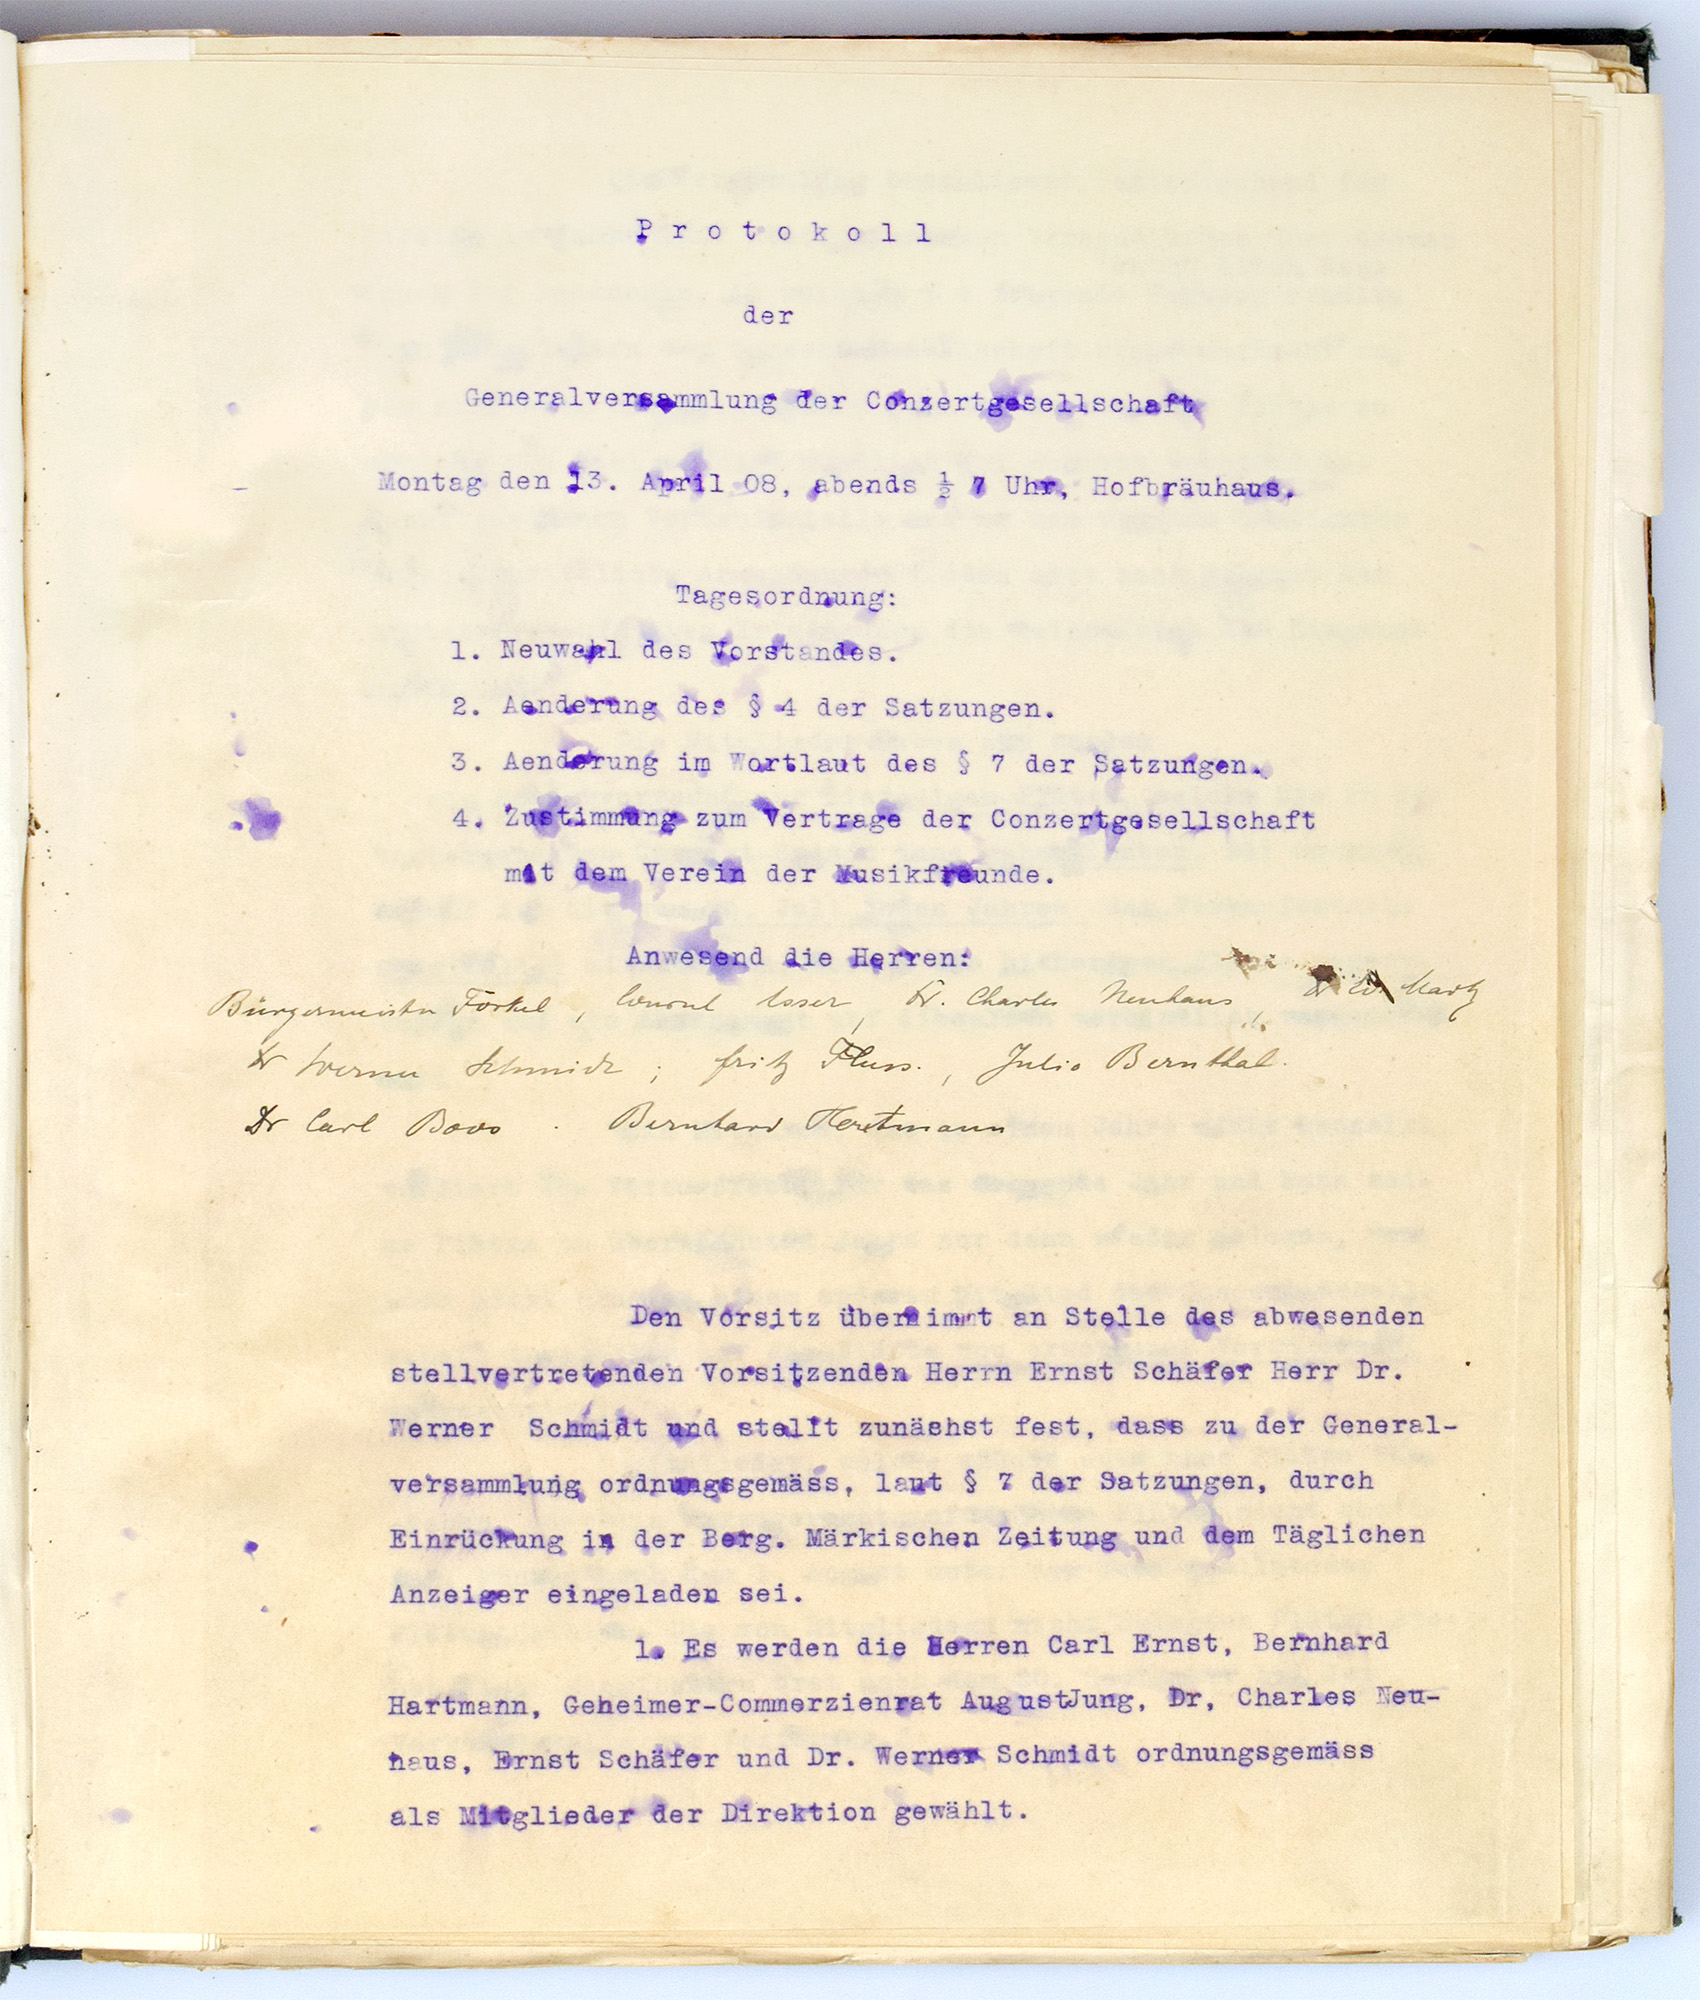 Protokoll
der
Generalversammlung der Conzertgesellschaft
Montag den 13. April 08, abends ½ 7 Uhr, Hofbräuhaus.
Tagesordnung:
1. Neuwahl des Vorstandes.
2. Aenderung des § 4 der Satzungen.
3. Aenderung im Wortlaut des § 7 der Satzungen.
4. Zustimmung zum Vertrage der Conzertgesellschaft
mit dem Verein der Musikfreunde.
Anwesend die Herren:
Bürgermeister Förkel, Consul Esser, Dr. Charles Neuhaus, Dr
Dr Werner Schmidt; Fritz , Julio Bernthal.
Dr Carl Boos. Bernhard
Den Vorsitz übernimmt an Stelle des abwesenden
stellvertretenden Vorsitzenden Herrn Ernst Schäfer Herr Dr.
Werner Schmidt und stellt zunächst fest, dass zu der General-
versammlung ordnungsgemäss, laut § 7 der Satzungen, durch
Einrückung in der Berg. Märkischen Zeitung und dem Täglichen
Anzeiger eingeladen sei.
1. Es werden die Herren Carl Ernst, Bernhard
Hartmann, Geheimer-Commerzienrat AugustJung, Dr, Charles Neu-
haus, Ernst Schäfer und Dr. Werner Schmidt ordnungsgemäss
als Mitglieder der Direktion gewählt.